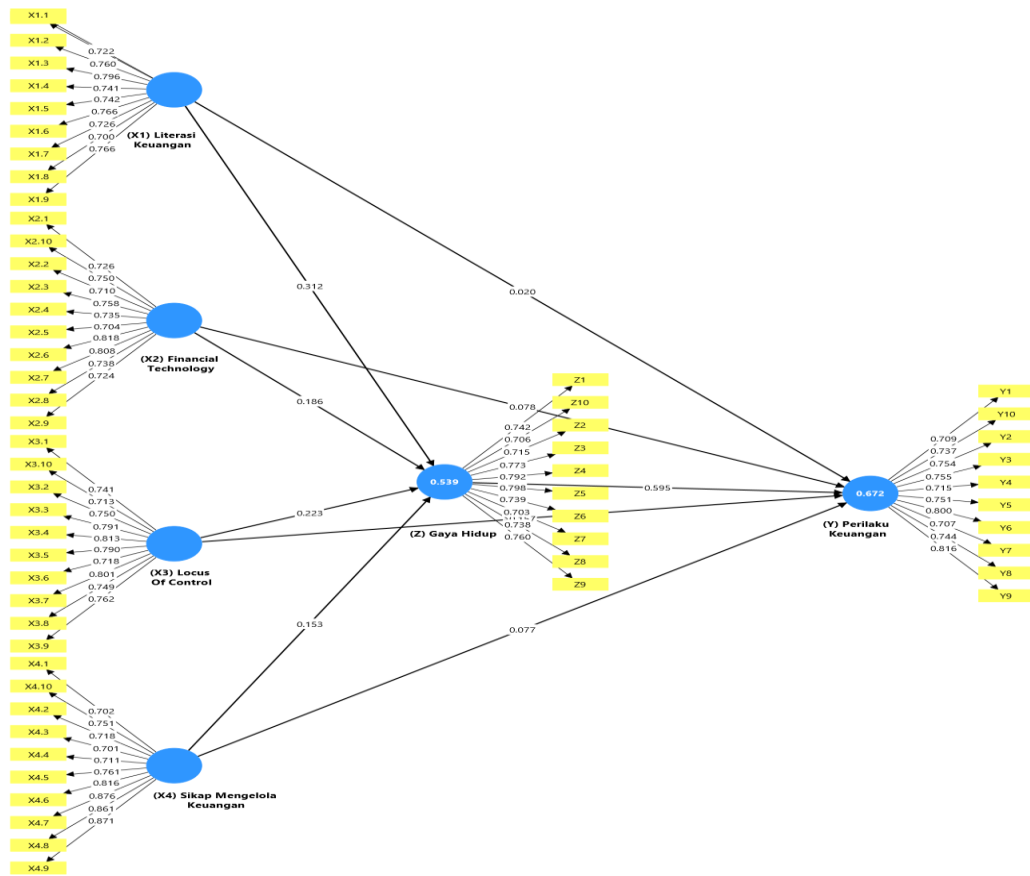 X1.1
X1.2
X1.3
X1.4
X1.5
X1.6
X1.7
X1.8
X1.9
0.722
0.760
0.796
0.741
0.742
0.766
0.726
0.700
0.766
(X1) Literasi
Keuangan
X2.1
X2.10
X2.2
X2.3
X2.4
X2.5
X2.6
X2.7
X2.8
X2.9
0.726
0.750
0.710
0.758
0.735
0.704
0.818
0.808
0.738
0.724
(X2) Financial
Technology
X3.1
X3.10
X3.2
X3.3
X3.4
X3.5
X3.6
X3.7
X3.8
X3.9
0.741
0.713
0.750
0.791
0.813
0.790
0.718
0.801
0.749
0.762
(X3) Locus
Of Control
X4.1
X4.10
X4.2
X4.3
X4.4
X4.5
X4.6
X4.7
X4.8
X4.9
0.702
0.751
0.718
0.701
0.711
0.761
0.816
0.876
0.861
0.871
(X4) Sikap Mengelola
Keuangan
0.312
0.186
0.223
0.153
0.020
0.078
0.595
0.077
0.539
(Z) Gaya Hidup
0.742
0.706
0.715
0.773
0.792
0.798
0.739
0.703
0.738
0.760
Z1
Z10
Z2
Z3
Z4
Z5
Z6
Z7
Z8
Z9
0.672
(Y) Perilaku
Keuangan
0.709
0.737
0.754
0.755
0.715
0.751
0.800
0.707
0.744
0.816
Y1
Y10
Y2
Y3
Y4
Y5
Y6
Y7
Y8
Y9